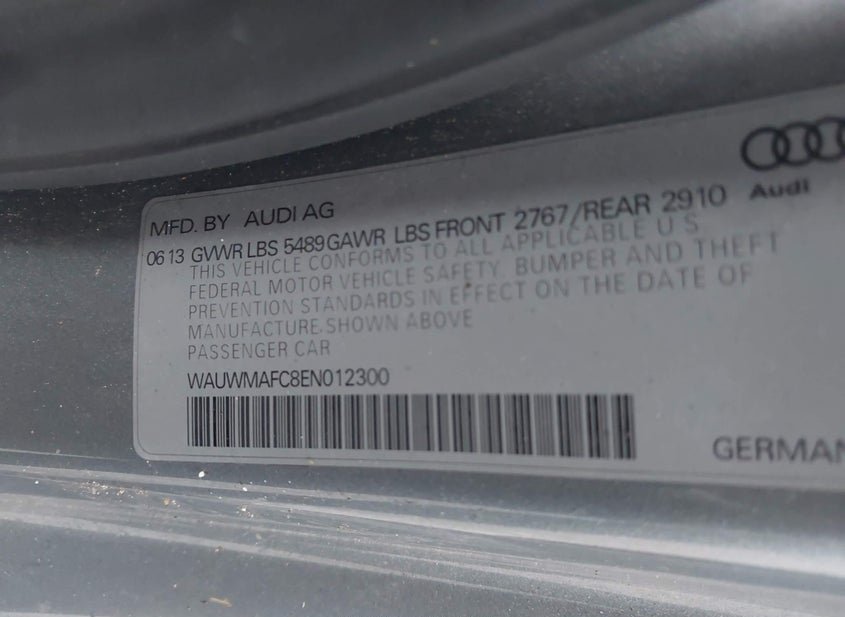 Audi
MFD. BY AUDI AG
06 13 GVWR LBS 5489 GAWR LBS FRONT 2767/REAR 2910
THIS VEHICLE CONFORMS TO ALL APPLICABLE U S
FEDERAL MOTOR VEHICLE SAFETY, BUMPER AND THEFT
PREVENTION STANDARDS IN EFFECT ON THE DATE OF
MANUFACTURE SHOWN ABOVE
PASSENGER CAR
WAUWMAFC8EN012300
GERMAN